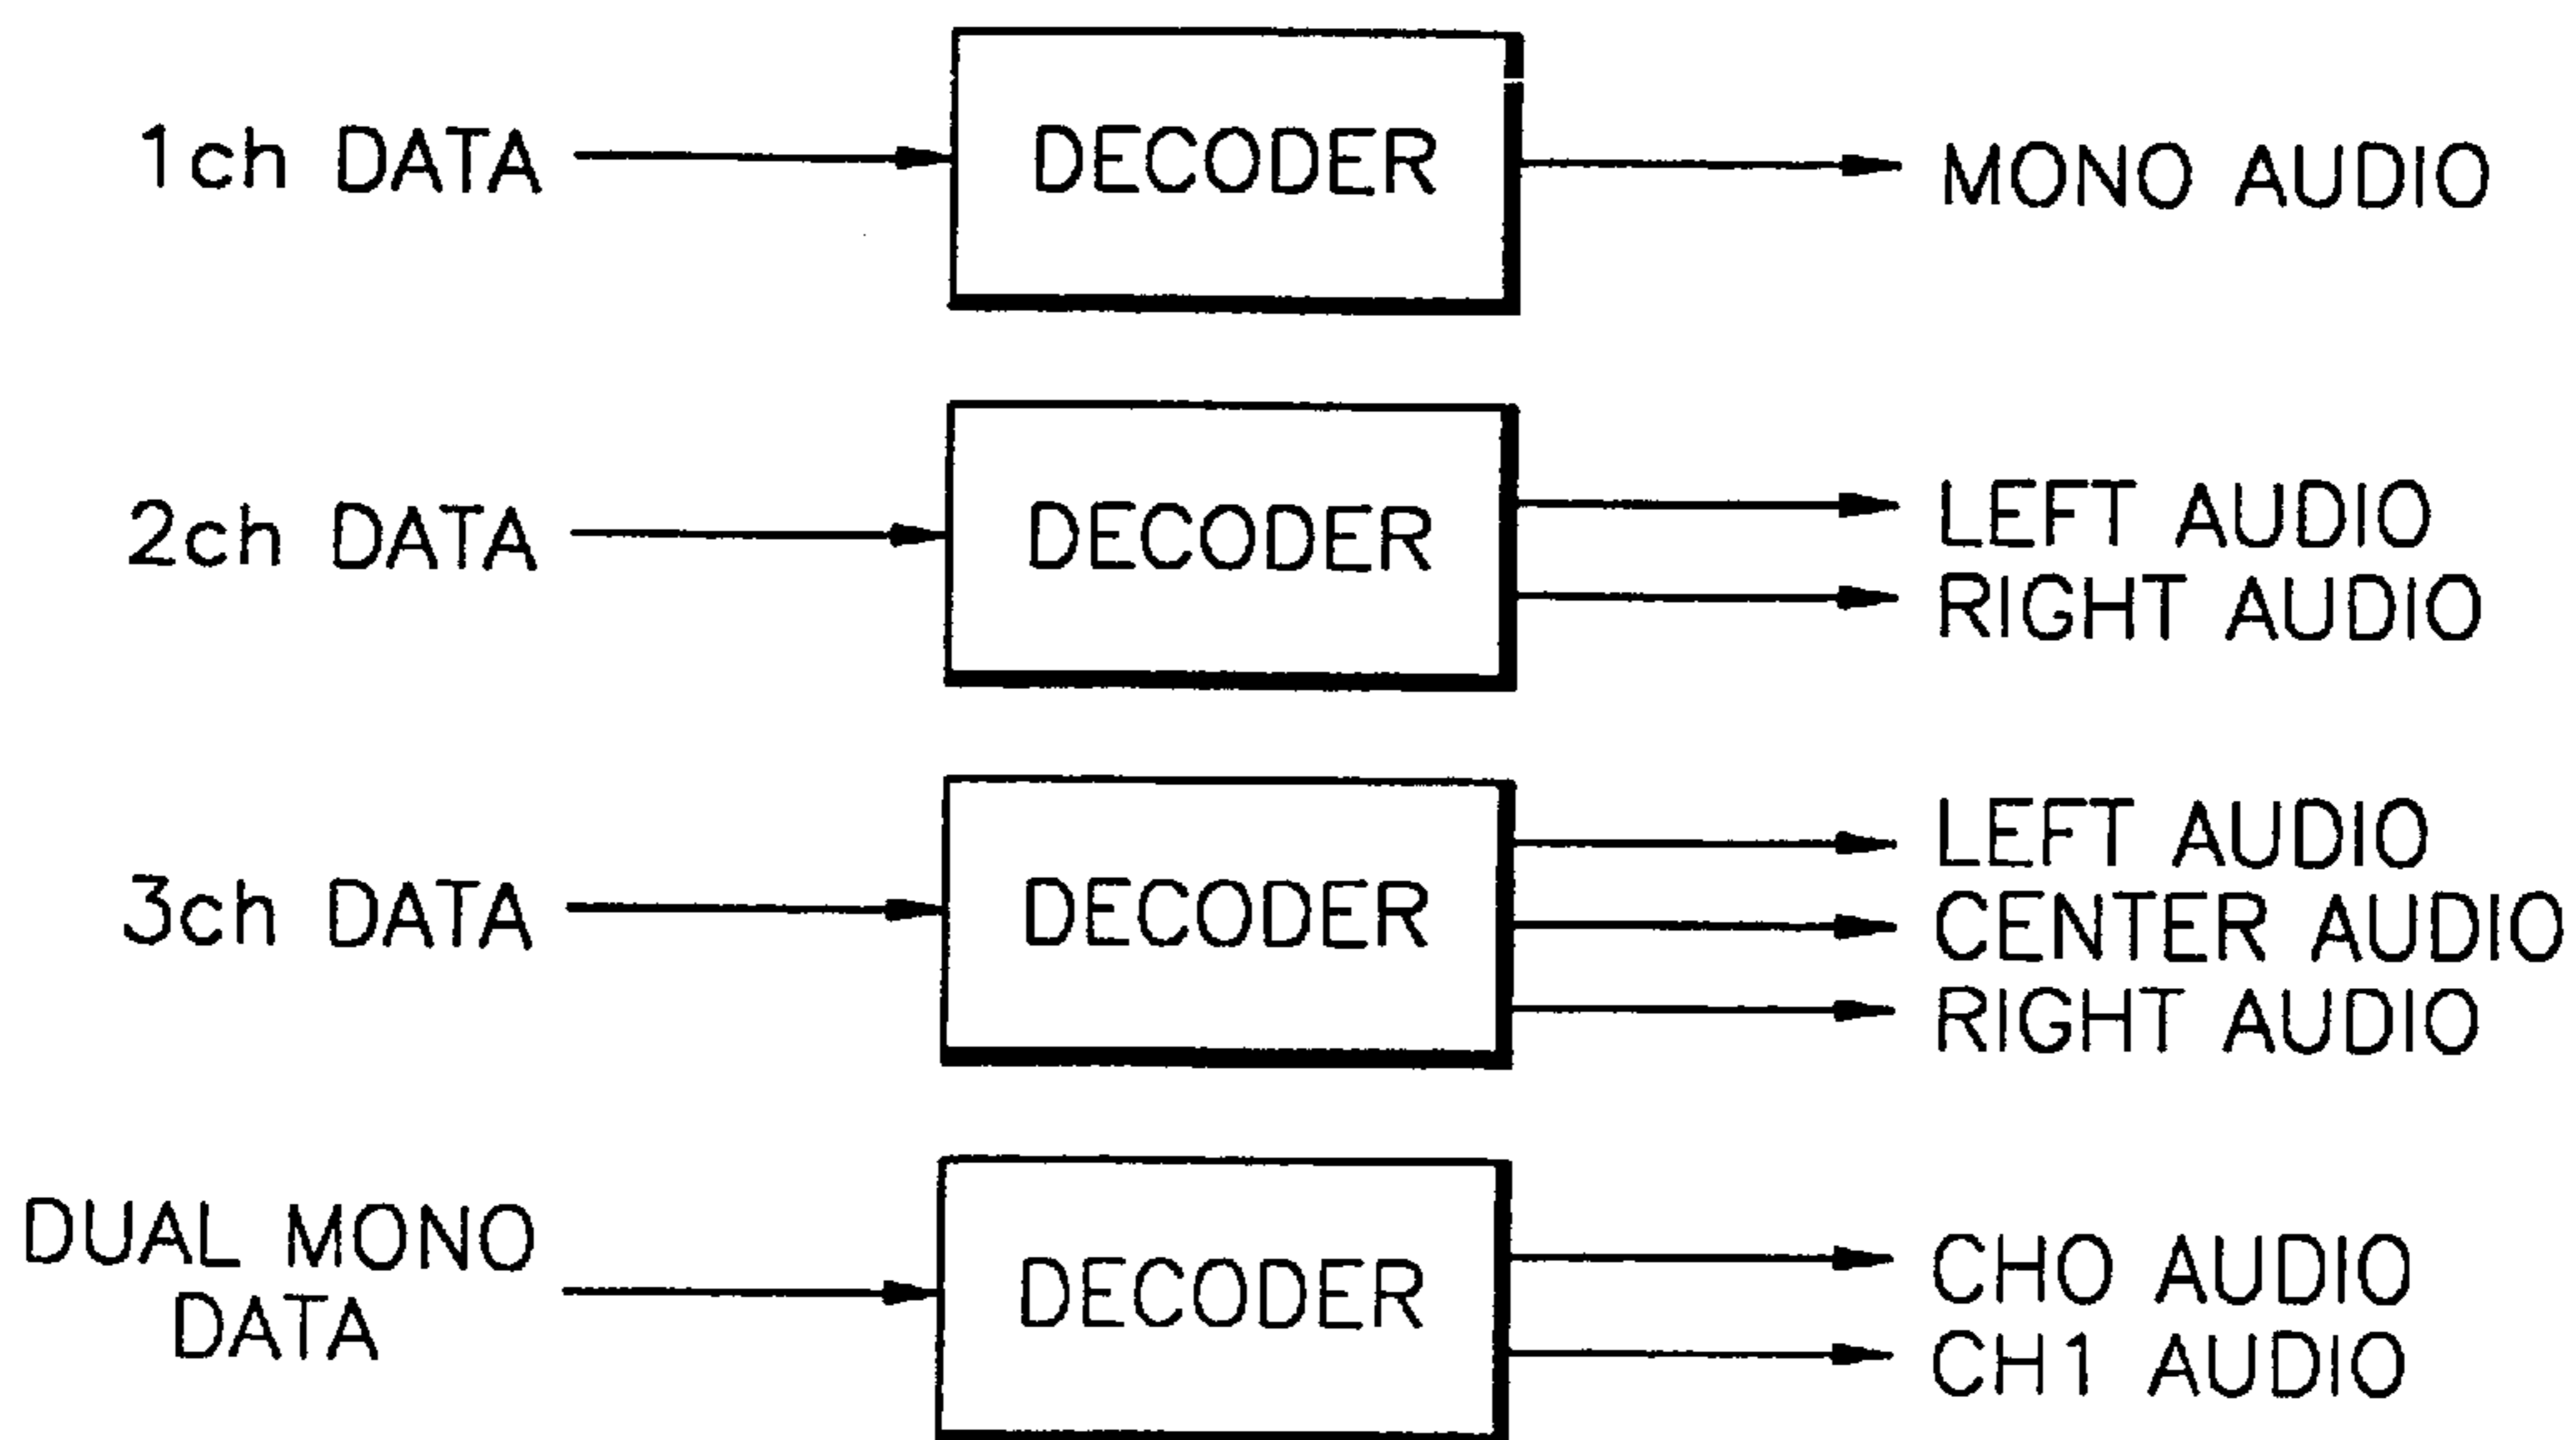 1ch DATA
DECODER
MONO AUDIO
2ch DATA
DECODER
LEFT AUDIO
RIGHT AUDIO
3ch DATA
DECODER
LEFT AUDIO
CENTER AUDIO
RIGHT AUDIO
DUAL MONO
DATA
DECODER
CH0 AUDIO
CH1 AUDIO